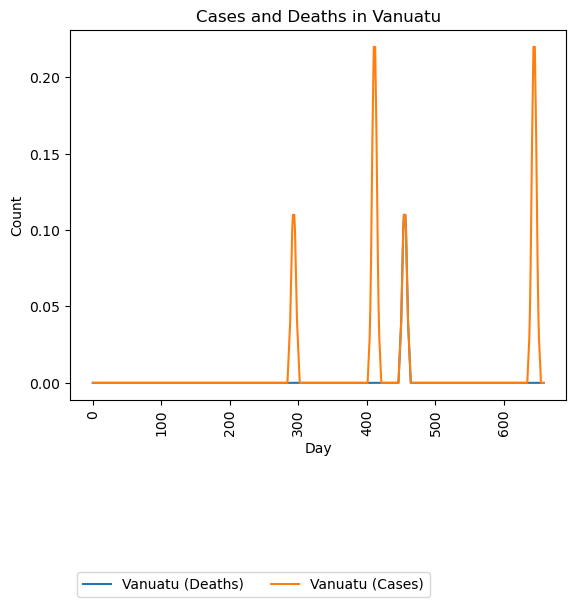 Cases and Deaths in Vanuatu
Count
0.20
0.15
0.10
0.05
0.00
0 100 200 300 400 500 600
Day
Vanuatu (Deaths) Vanuatu (Cases)